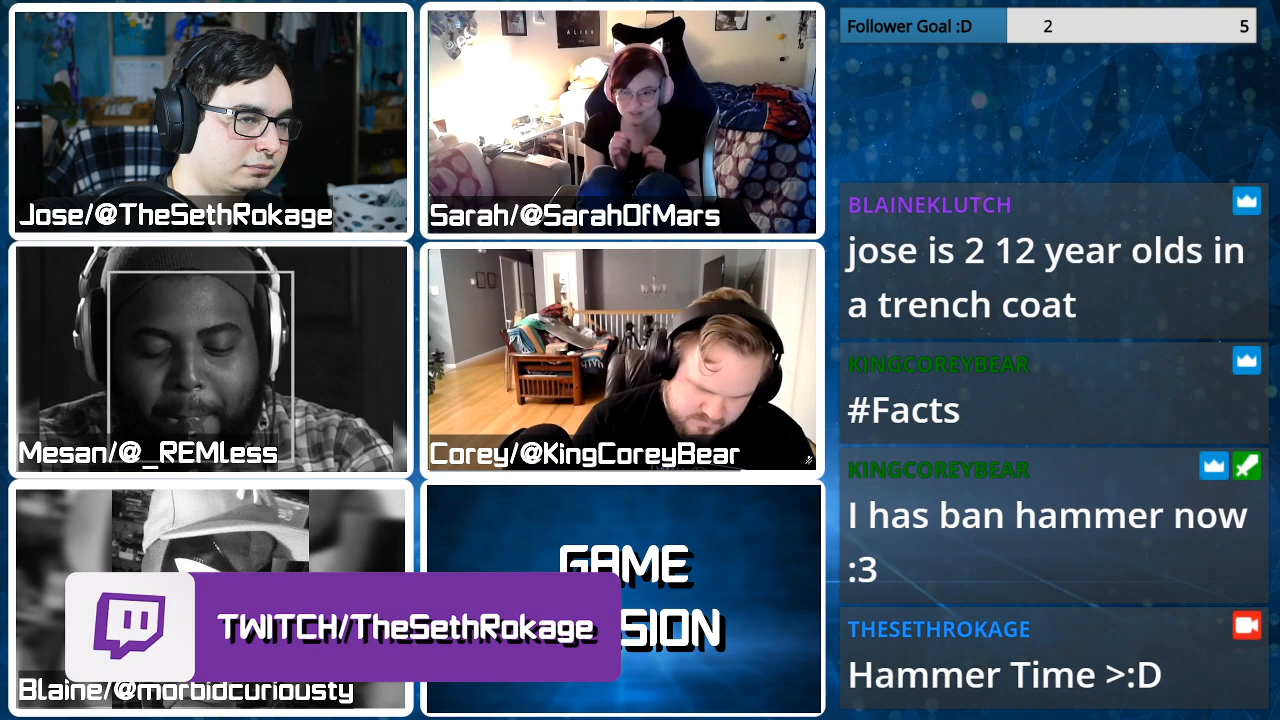 Jose/@TheSethRokage
ALIEN
Sarah/@SarahOfMars
Mesan/@_REMless
Corey/@KingCoreyBear
GAME
SION
TWITCH/TheSethRokage
Blaine/@morbidcuriousty
Follower Goal :D 2 5
BLAINEKLUTCH
jose is 2 12 year olds in
a trench coat
KINGCOREYBEAR
#Facts
KINGCOREYBEAR
I has ban hammer now
:3
THESETHROKAGE
Hammer Time >:D